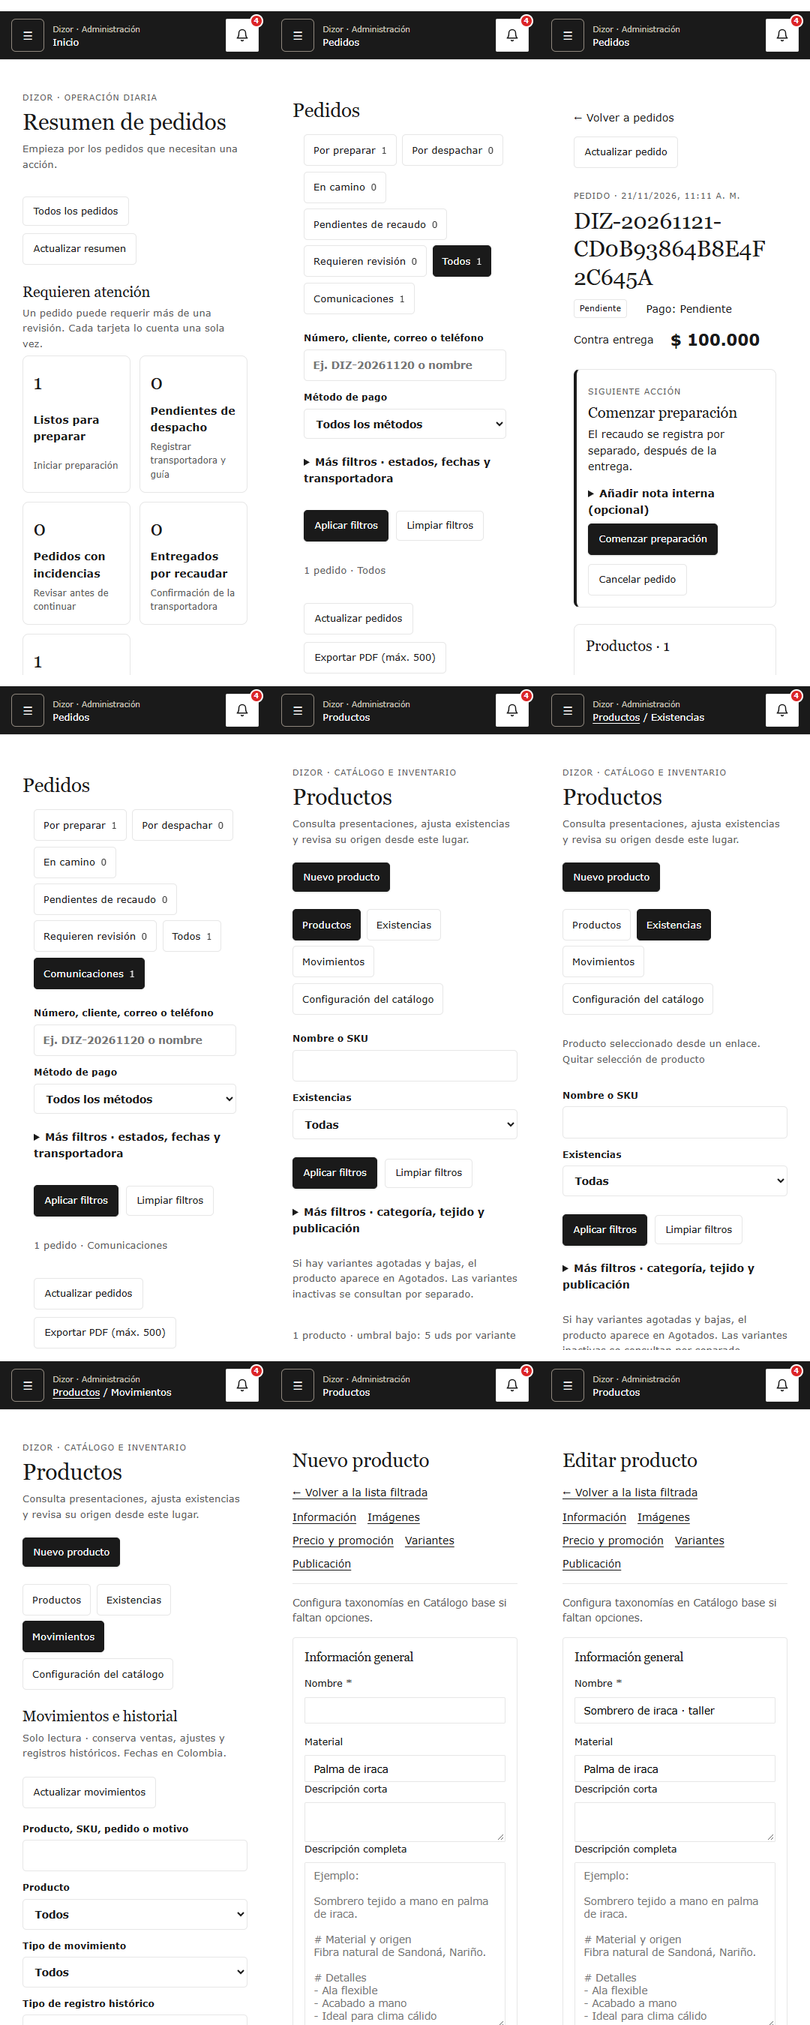 Dizor · Administración
Inicio
4
DIZOR · OPERACIÓN DIARIA
Resumen de pedidos
Empieza por los pedidos que necesitan una
acción.
Todos los pedidos
Actualizar resumen
Requieren atención
Un pedido puede requerir más de una
revisión. Cada tarjeta lo cuenta una sola
vez.
1
Listos para
preparar
Iniciar preparación
0
Pendientes de
despacho
Registrar
transportadora y
guía
0
Pedidos con
incidencias
Revisar antes de
continuar
0
Entregados
por recaudar
Confirmación de la
transportadora
1
Dizor · Administración
Pedidos
4
Pedidos
Por preparar 1
Por despachar 0
En camino 0
Pendientes de recaudo 0
Requieren revisión 0
Todos 1
Comunicaciones 1
Número, cliente, correo o teléfono
Ej. DIZ-20261120 o nombre
Método de pago
Todos los métodos
▶ Más filtros · estados, fechas y
transportadora
Aplicar filtros
Limpiar filtros
1 pedido · Todos
Actualizar pedidos
Exportar PDF (máx. 500)
Dizor · Administración
Pedidos
4
← Volver a pedidos
Actualizar pedido
PEDIDO · 21/11/2026, 11:11 A. M.
DIZ-20261121-
CD0B93864B8E4F
2C645A
Pendiente
Pago: Pendiente
Contra entrega
$ 100.000
SIGUIENTE ACCIÓN
Comenzar preparación
El recaudo se registra por
separado, después de la
entrega.
▶ Añadir nota interna
(opcional)
Comenzar preparación
Cancelar pedido
Productos · 1
Dizor · Administración
Pedidos
4
Pedidos
Por preparar 1
Por despachar 0
En camino 0
Pendientes de recaudo 0
Requieren revisión 0
Todos 1
Comunicaciones 1
Número, cliente, correo o teléfono
Ej. DIZ-20261120 o nombre
Método de pago
Todos los métodos
▶ Más filtros · estados, fechas y
transportadora
Aplicar filtros
Limpiar filtros
1 pedido · Comunicaciones
Actualizar pedidos
Exportar PDF (máx. 500)
Dizor · Administración
Productos
4
DIZOR · CATÁLOGO E INVENTARIO
Productos
Consulta presentaciones, ajusta existencias
y revisa su origen desde este lugar.
Nuevo producto
Productos
Existencias
Movimientos
Configuración del catálogo
Nombre o SKU
Existencias
Todas
Aplicar filtros
Limpiar filtros
▶ Más filtros · categoría, tejido y
publicación
Si hay variantes agotadas y bajas, el
producto aparece en Agotados. Las variantes
inactivas se consultan por separado.
1 producto · umbral bajo: 5 uds por variante
Dizor · Administración
Productos / Existencias
4
DIZOR · CATÁLOGO E INVENTARIO
Productos
Consulta presentaciones, ajusta existencias
y revisa su origen desde este lugar.
Nuevo producto
Productos
Existencias
Movimientos
Configuración del catálogo
Producto seleccionado desde un enlace.
Quitar selección de producto
Nombre o SKU
Existencias
Todas
Aplicar filtros
Limpiar filtros
▶ Más filtros · categoría, tejido y
publicación
Si hay variantes agotadas y bajas, el
producto aparece en Agotados. Las variantes
inactivas se consultan por separado.
Dizor · Administración
Productos / Movimientos
4
DIZOR · CATÁLOGO E INVENTARIO
Productos
Consulta presentaciones, ajusta existencias
y revisa su origen desde este lugar.
Nuevo producto
Productos
Existencias
Movimientos
Configuración del catálogo
Movimientos e historial
Solo lectura · conserva ventas, ajustes y
registros históricos. Fechas en Colombia.
Actualizar movimientos
Producto, SKU, pedido o motivo
Producto
Todos
Tipo de movimiento
Todos
Tipo de registro histórico
Dizor · Administración
Productos
4
Nuevo producto
← Volver a la lista filtrada
Información
Imágenes
Precio y promoción
Variantes
Publicación
Configura taxonomías en Catálogo base si
faltan opciones.
Información general
Nombre *
Material
Palma de iraca
Descripción corta
Descripción completa
Ejemplo:
Sombrero tejido a mano en palma
de iraca.
# Material y origen
Fibra natural de Sandoná, Nariño.
# Detalles
- Ala flexible
- Acabado a mano
- Ideal para clima cálido
Dizor · Administración
Productos
4
Editar producto
← Volver a la lista filtrada
Información
Imágenes
Precio y promoción
Variantes
Publicación
Configura taxonomías en Catálogo base si
faltan opciones.
Información general
Nombre *
Sombrero de iraca · taller
Material
Palma de iraca
Descripción corta
Descripción completa
Ejemplo:
Sombrero tejido a mano en palma
de iraca.
# Material y origen
Fibra natural de Sandoná, Nariño.
# Detalles
- Ala flexible
- Acabado a mano
- Ideal para clima cálido